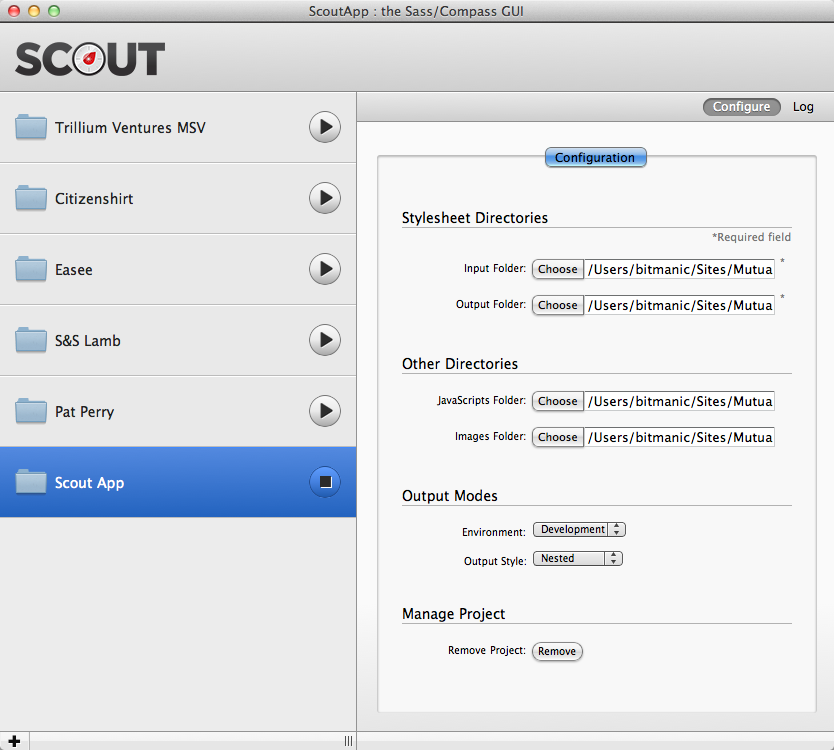 ScoutApp : the Sass/Compass GUI
SCOUT
Configure Log
Trillium Ventures MSV
Citizenshirt
Easee
S&S Lamb
Pat Perry
Scout App
Configuration
Stylesheet Directories
*Required field
Input Folder: Choose /Users/bitmanic/Sites/Mutua *
Output Folder: Choose /Users/bitmanic/Sites/Mutua *
Other Directories
JavaScripts Folder: Choose /Users/bitmanic/Sites/Mutua
Images Folder: Choose /Users/bitmanic/Sites/Mutua
Output Modes
Environment: Development
Output Style: Nested
Manage Project
Remove Project: Remove